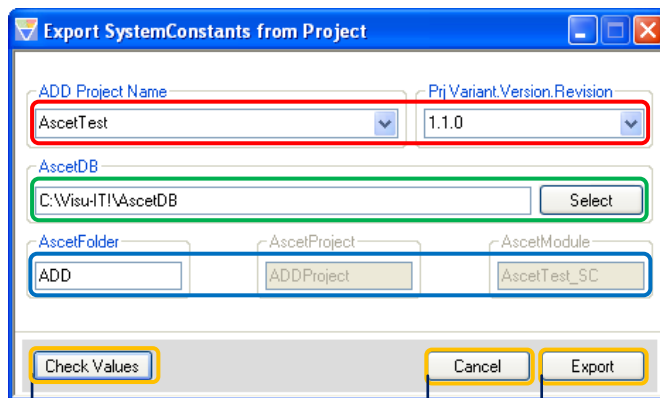 Export SystemConstants from Project
ADD Project Name
Prj Variant.Version.Revision
AscetTest
1.1.0
AscetDB
C:\Visu-IT!\AscetDB
Select
AscetFolder
AscetProject
AscetModule
ADD
ADDProject
AscetTest_SC
Check Values
Cancel
Export